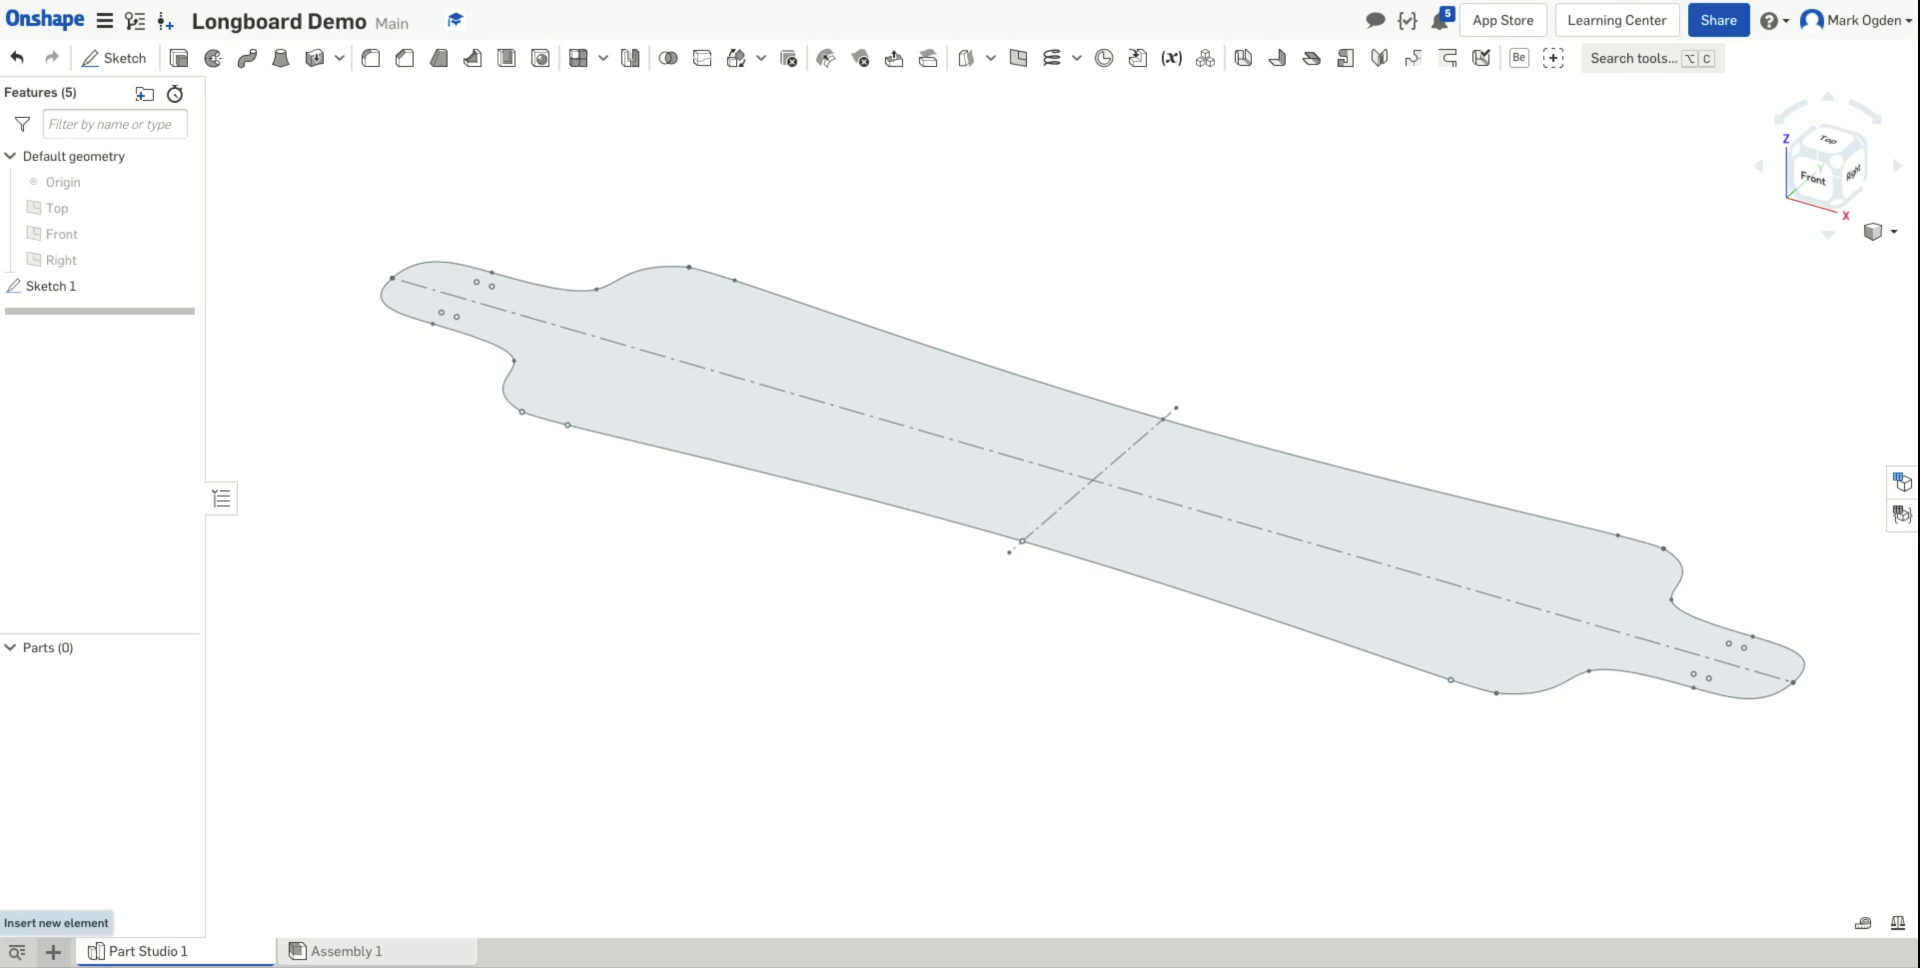 Onshape Longboard Demo Main 5 App Store Learning Center Share Mark Ogden
Sketch (x) Be Search tools... ⌥ C
Features (5)
Filter by name or type
Default geometry
Origin
Top
Front
Right
Sketch 1
Parts (0)
Z Top
Front Y Right
X
Insert new element
Part Studio 1 Assembly 1